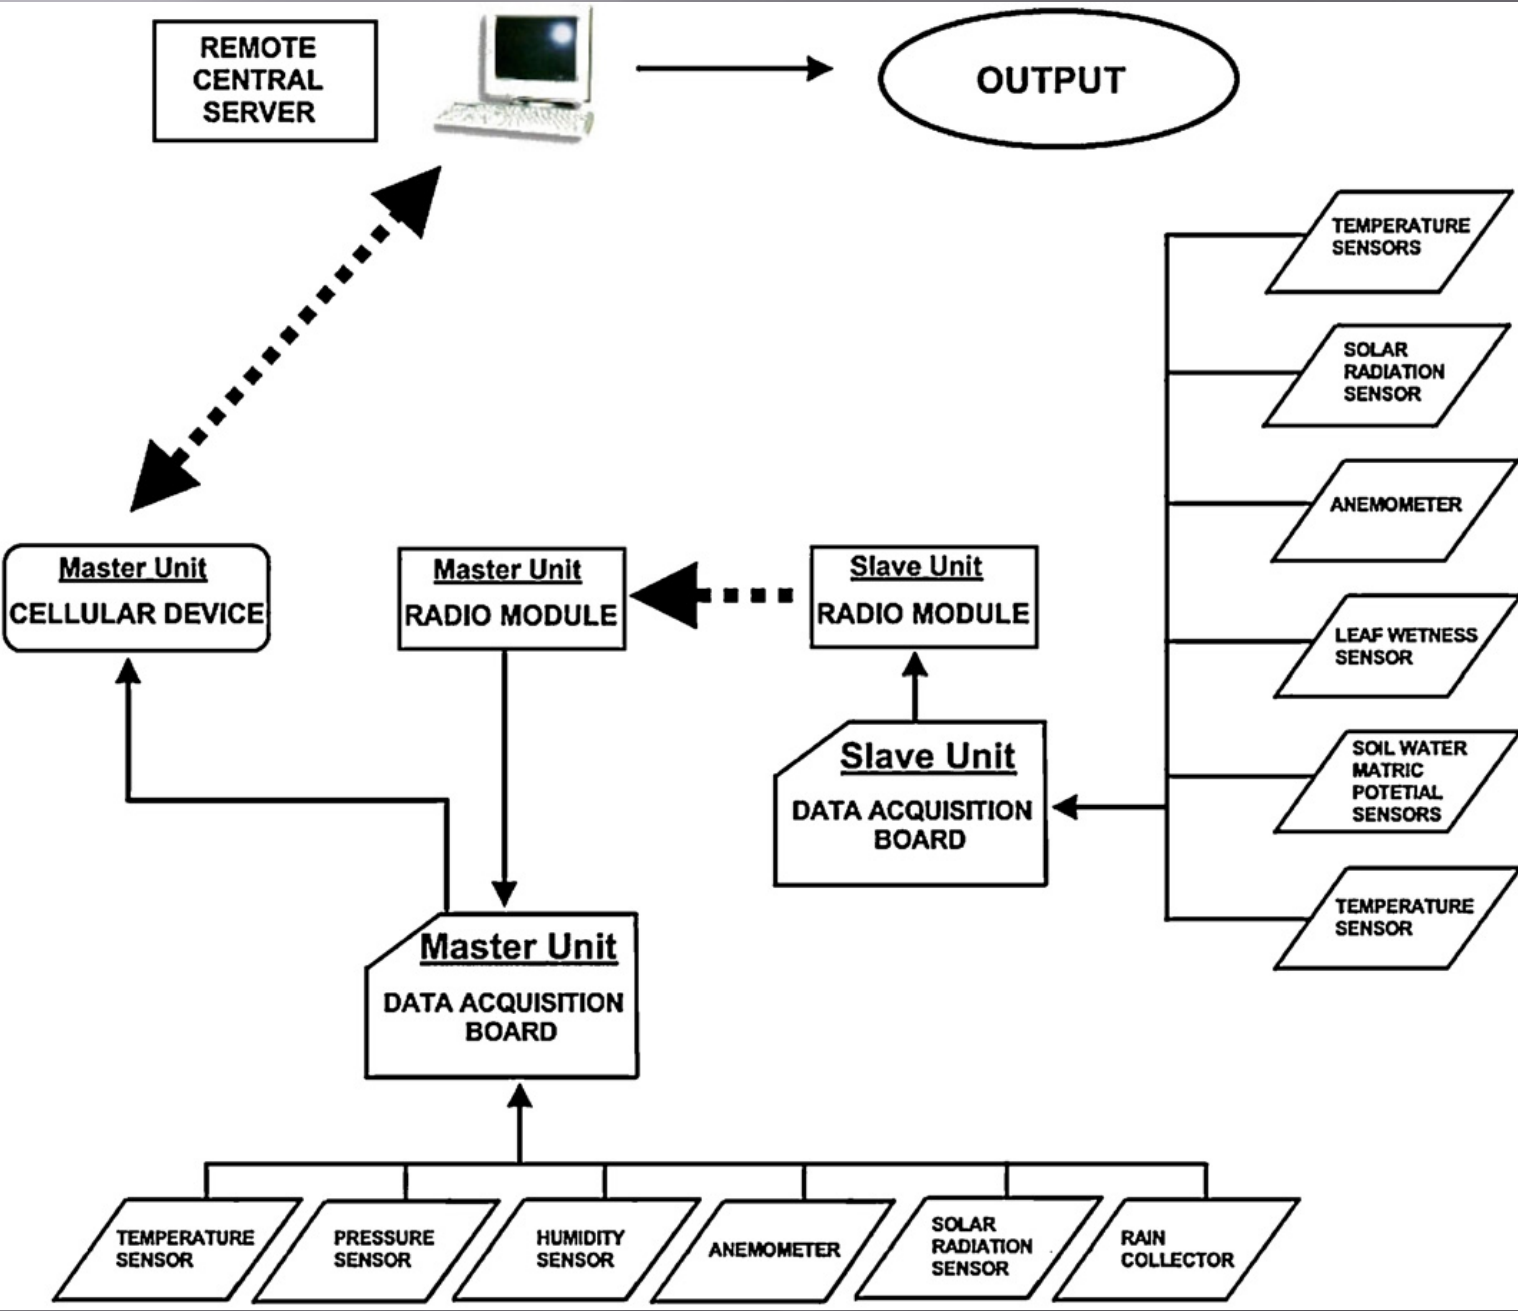 REMOTE
CENTRAL
SERVER
OUTPUT
TEMPERATURE
SENSORS
SOLAR
RADIATION
SENSOR
ANEMOMETER
LEAF WETNESS
SENSOR
SOIL WATER
MATRIC
POTETIAL
SENSORS
TEMPERATURE
SENSOR
Master Unit
CELLULAR DEVICE
Master Unit
RADIO MODULE
Slave Unit
RADIO MODULE
Slave Unit
DATA ACQUISITION
BOARD
Master Unit
DATA ACQUISITION
BOARD
TEMPERATURE
SENSOR
PRESSURE
SENSOR
HUMIDITY
SENSOR
ANEMOMETER
SOLAR
RADIATION
SENSOR
RAIN
COLLECTOR